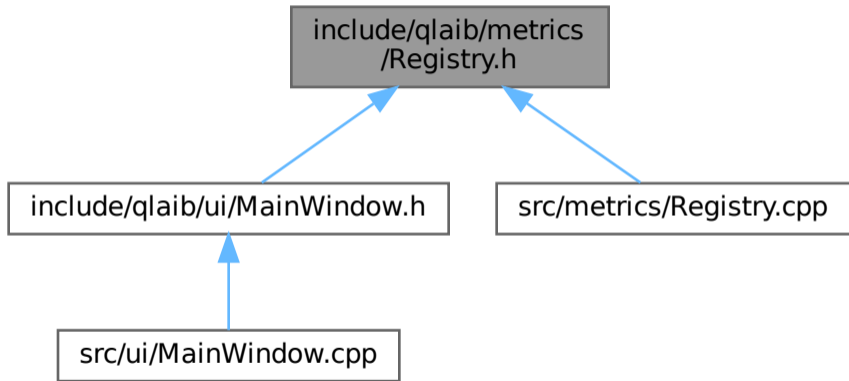 include/qlaib/metrics
/Registry.h
include/qlaib/ui/MainWindow.h
src/metrics/Registry.cpp
src/ui/MainWindow.cpp